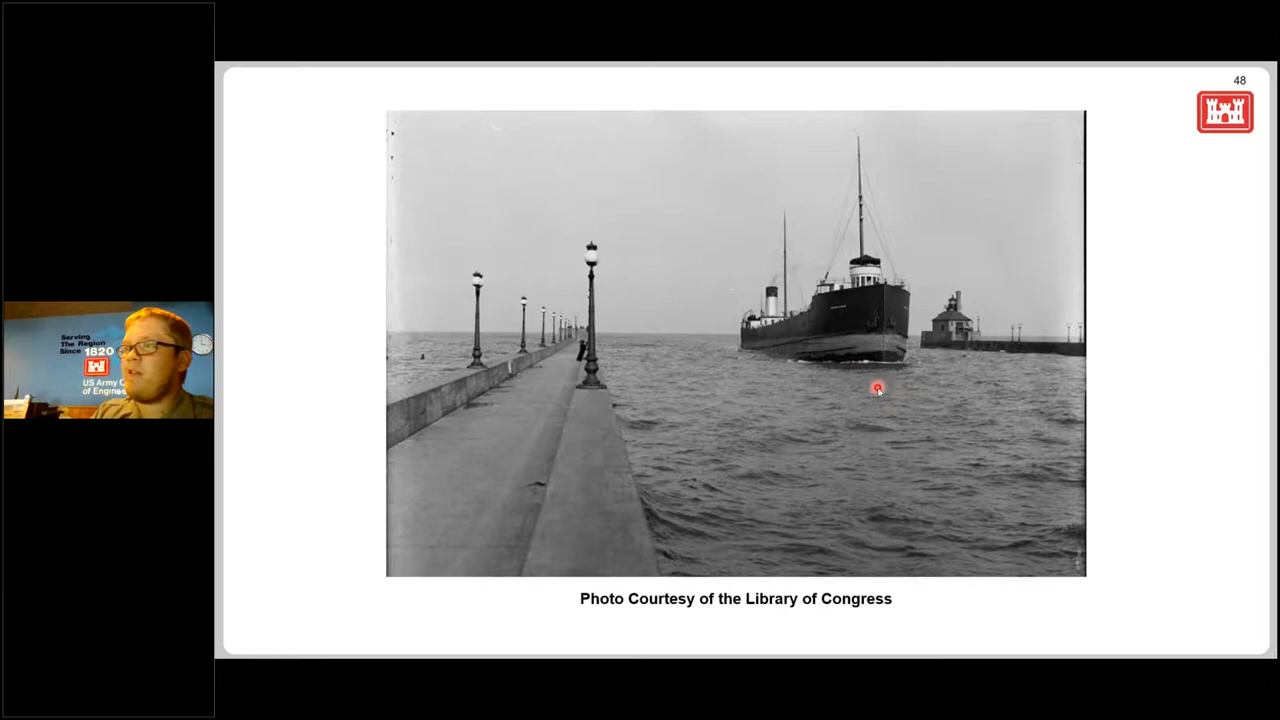 48
Serving
The Region
Since 1820
US Army
of Engine
Photo Courtesy of the Library of Congress